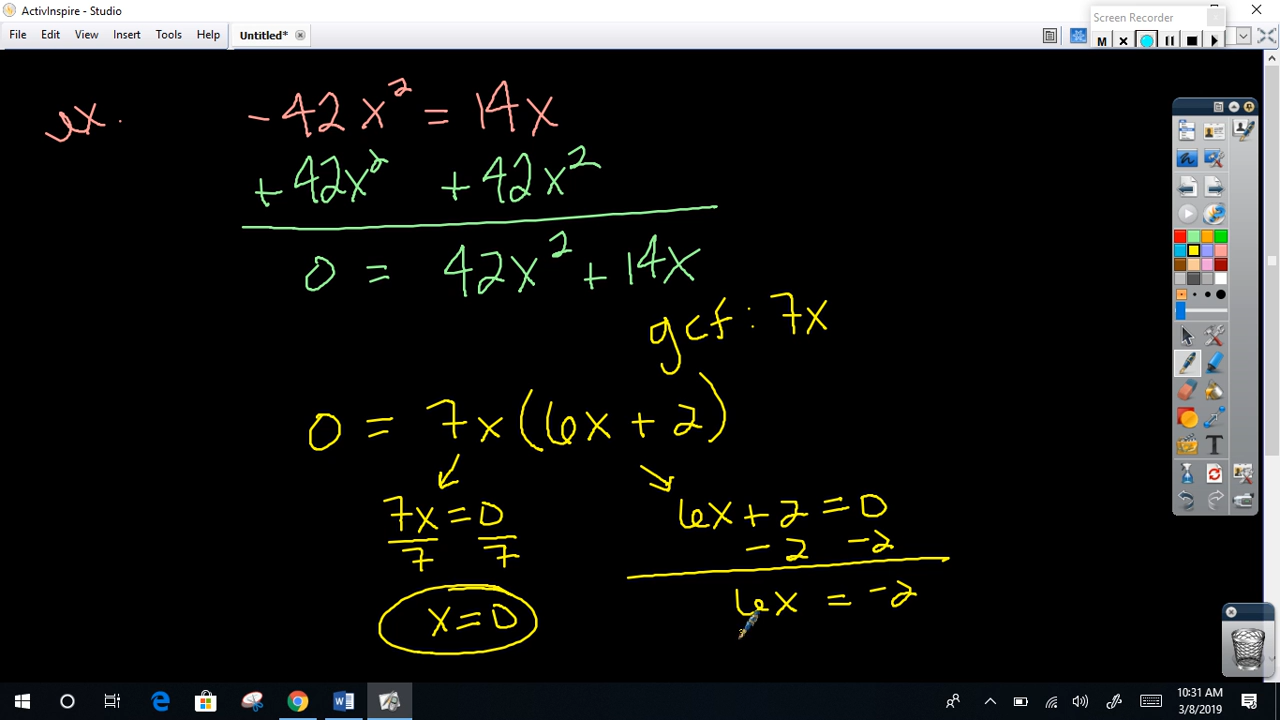 ActivInspire - Studio
Screen Recorder
File Edit View Insert Tools Help Untitled*
M
ex. -42x² = 14x
+42x² +42x²
0 = 42x² + 14x
gcf: 7x
0 = 7x(6x + 2)
7x = 0 6x + 2 = 0
7 7 - 2 -2
x = 0 6x = -2
10:31 AM
3/8/2019